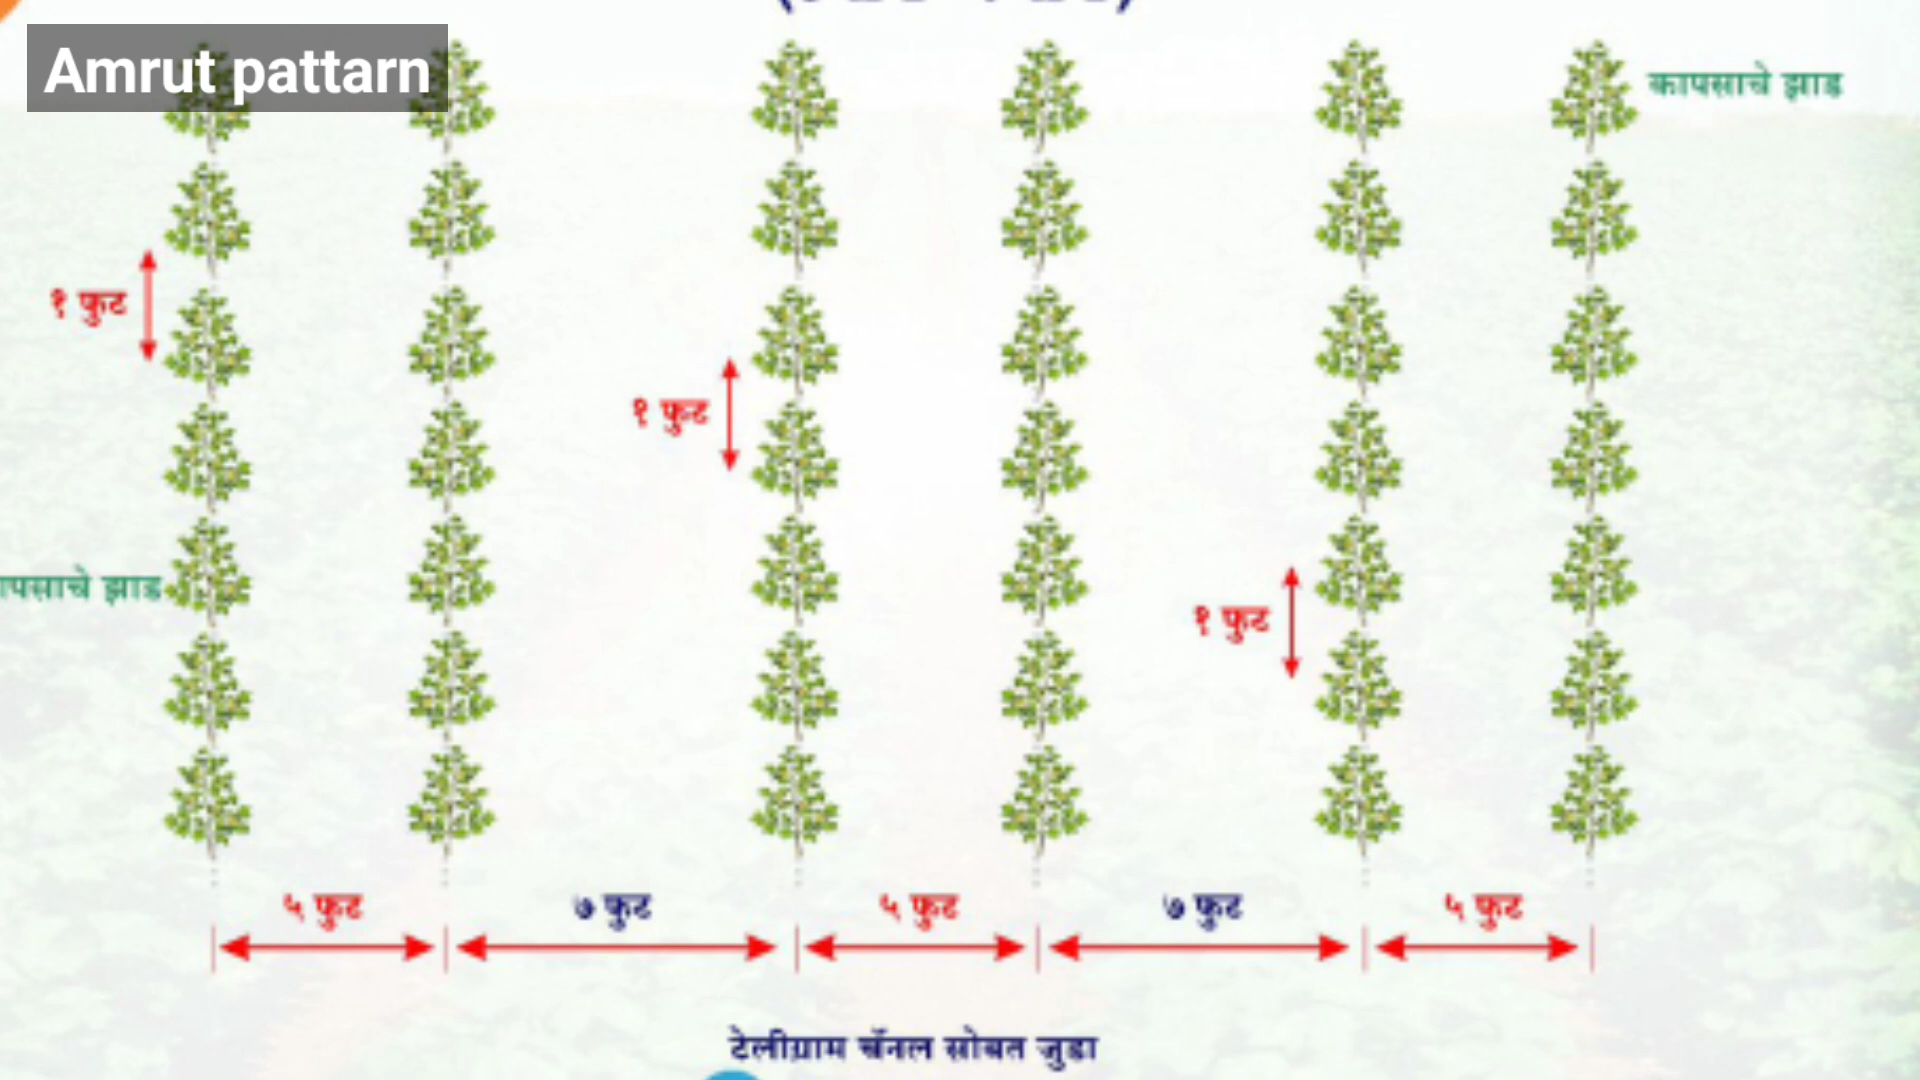 Amrut pattarn
कापसाचे झाड
१ फुट
१ फुट
पसाचे झाड
१ फुट
५ फुट ७ फुट ५ फुट ७ फुट ५ फुट
टेलीग्राम चॅनल सोबत जुडा